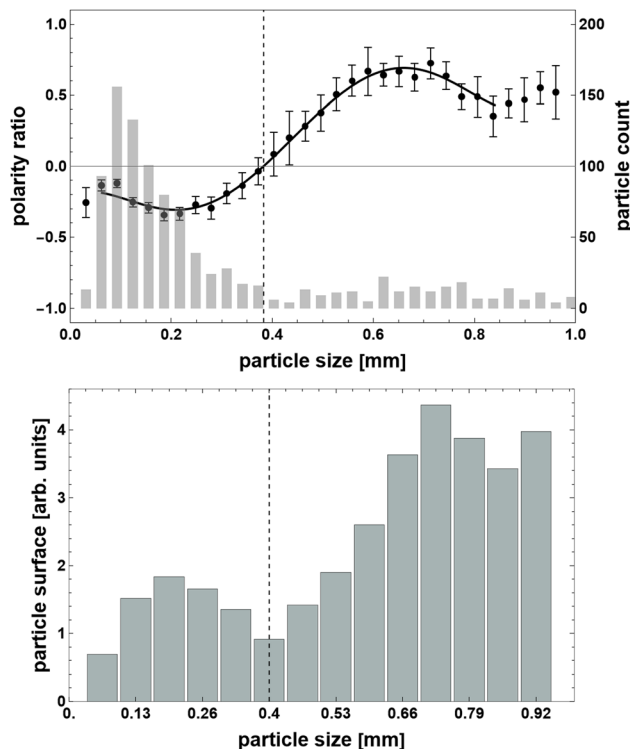 1.0
0.5
0.0
−0.5
−1.0
polarity ratio
200
150
100
50
0
particle count
0.0 0.2 0.4 0.6 0.8 1.0
particle size [mm]
4
3
2
1
0
particle surface [arb. units]
0. 0.13 0.26 0.4 0.53 0.66 0.79 0.92
particle size [mm]